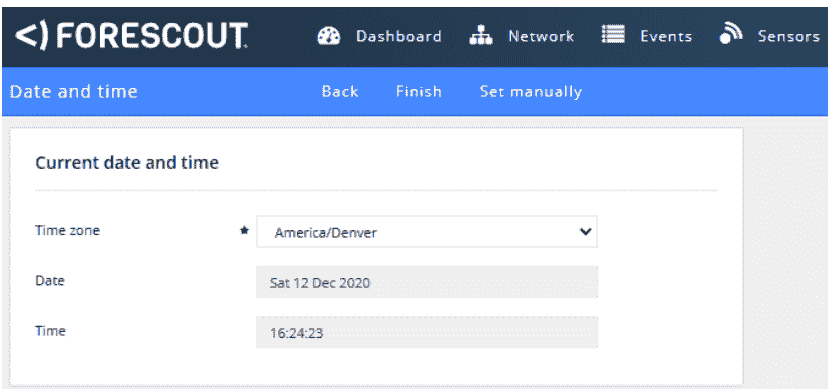 <) FORESCOUT. Dashboard Network Events Sensors
Date and time Back Finish Set manually
Current date and time
Time zone ★ America/Denver
Date Sat 12 Dec 2020
Time 16:24:23